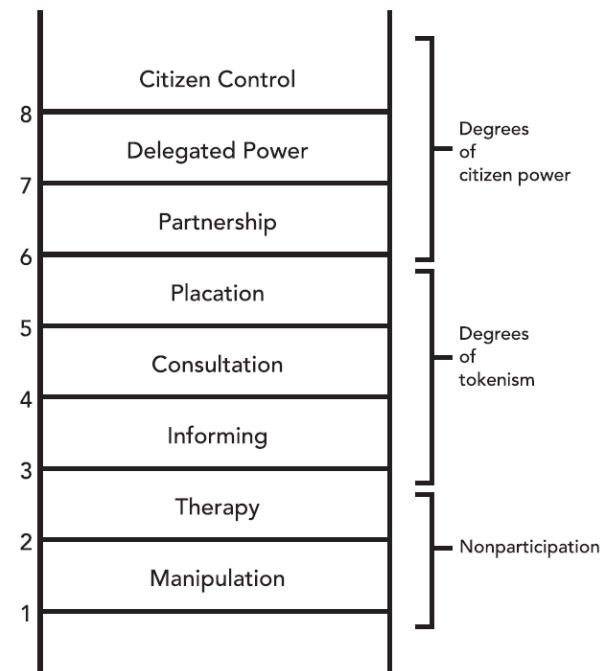 Citizen Control
8
Delegated Power
7
Partnership
6
Placation
5
Consultation
4
Informing
3
Therapy
2
Manipulation
1
Degrees
of
citizen power
Degrees
of
tokenism
Nonparticipation